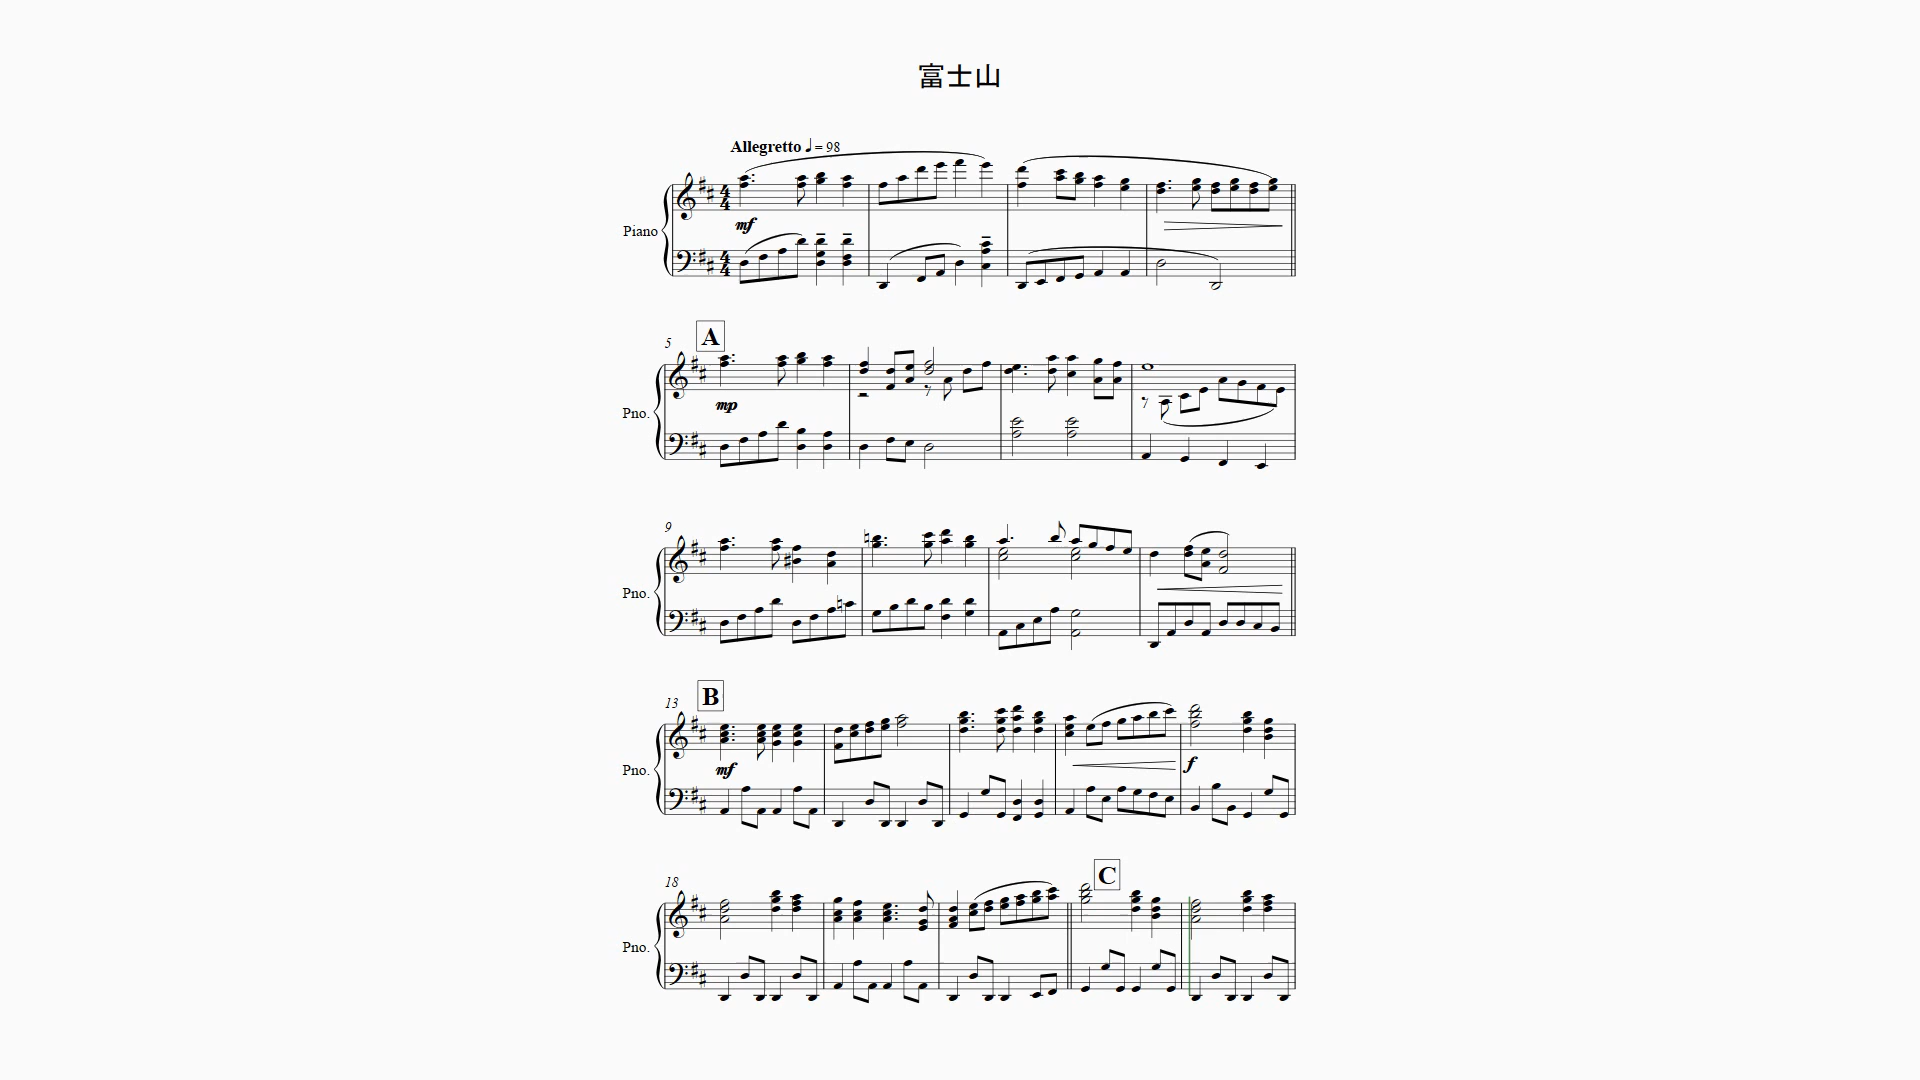 富士山
Allegretto ♩ = 98
Piano
mf
5
A
Pno.
mp
9
Pno.
13
B
Pno.
mf
f
18
C
Pno.